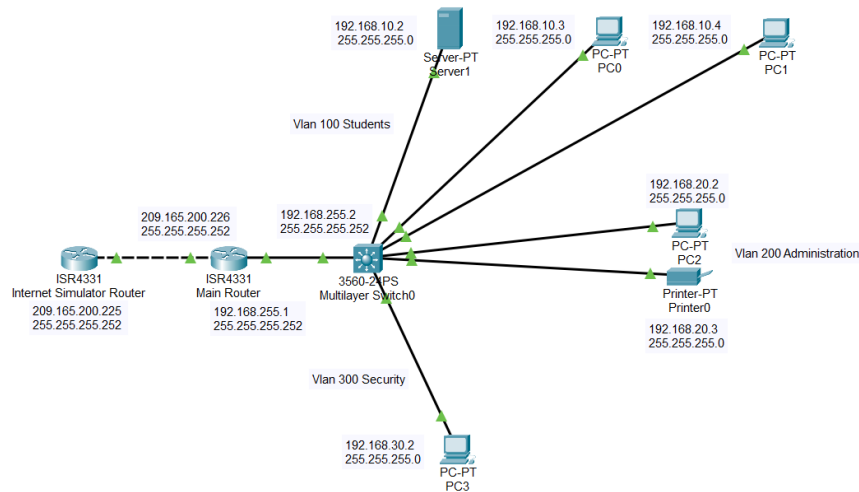 192.168.10.2
255.255.255.0
Server-PT
Server1
192.168.10.3
255.255.255.0
PC-PT
PC0
192.168.10.4
255.255.255.0
PC-PT
PC1
Vlan 100 Students
192.168.20.2
255.255.255.0
PC-PT
PC2
Vlan 200 Administration
209.165.200.226
255.255.255.252
192.168.255.2
255.255.255.252
ISR4331
Internet Simulator Router
209.165.200.225
255.255.255.252
ISR4331
Main Router
192.168.255.1
255.255.255.252
3560-24PS
Multilayer Switch0
Printer-PT
Printer0
192.168.20.3
255.255.255.0
Vlan 300 Security
192.168.30.2
255.255.255.0
PC-PT
PC3